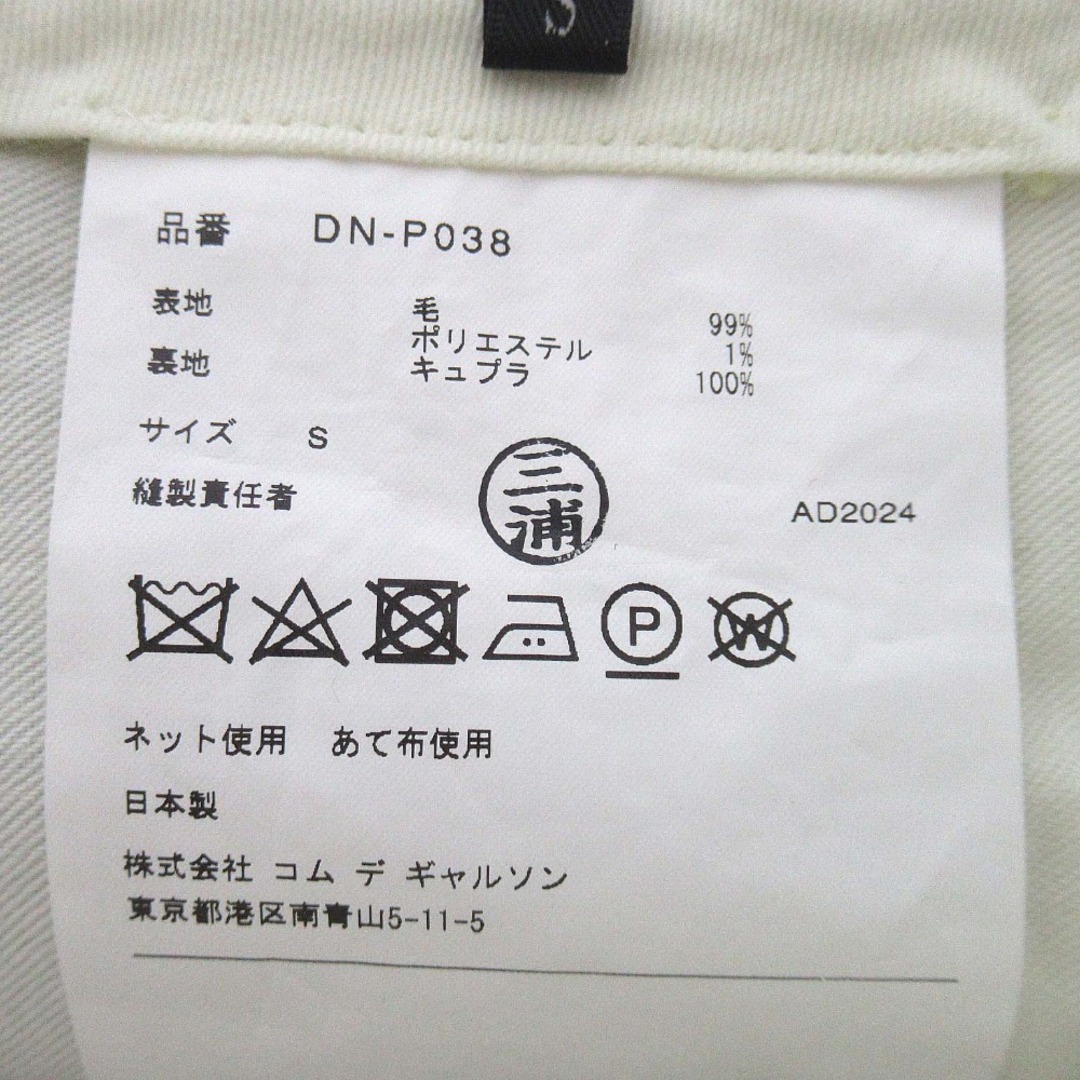 S
品番 DN-P038
表地 毛 99%
ポリエステル 1%
裏地 キュプラ 100%
サイズ S
縫製責任者 三浦 AD2024
P W
ネット使用 あて布使用
日本製
株式会社 コム デ ギャルソン
東京都港区南青山5-11-5